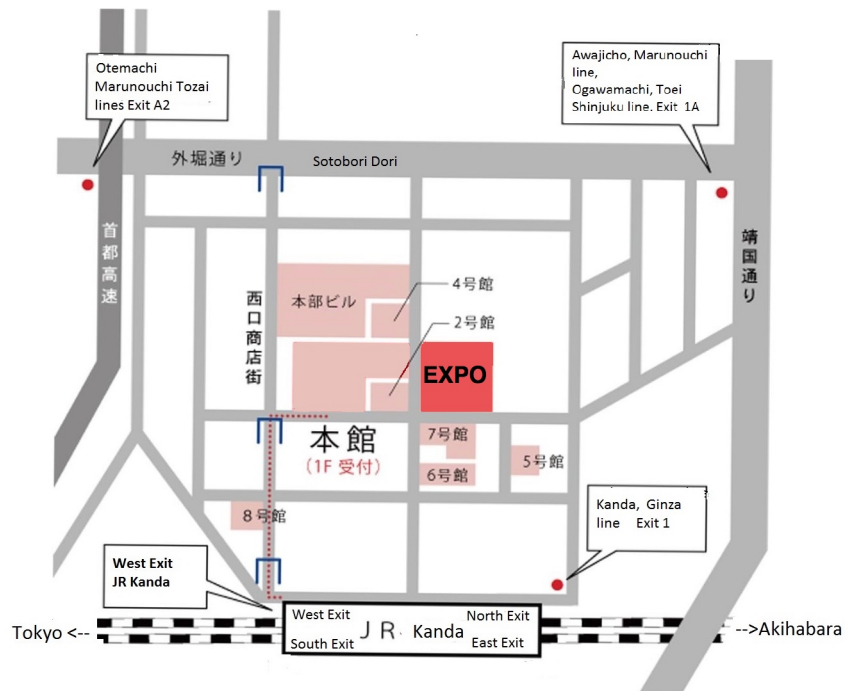 Otemachi
Marunouchi Tozai
lines Exit A2
Awajicho, Marunouchi
line,
Ogawamachi, Toei
Shinjuku line. Exit 1A
外堀通り
Sotobori Dori
首都高速
靖国通り
西口商店街
本部ビル
4号館
2号館
EXPO
本館
(1F 受付)
7号館
6号館
5号館
8号館
Kanda, Ginza
line Exit 1
West Exit
JR Kanda
West Exit
North Exit
JR. Kanda
South Exit
East Exit
Tokyo <--
-->Akihabara